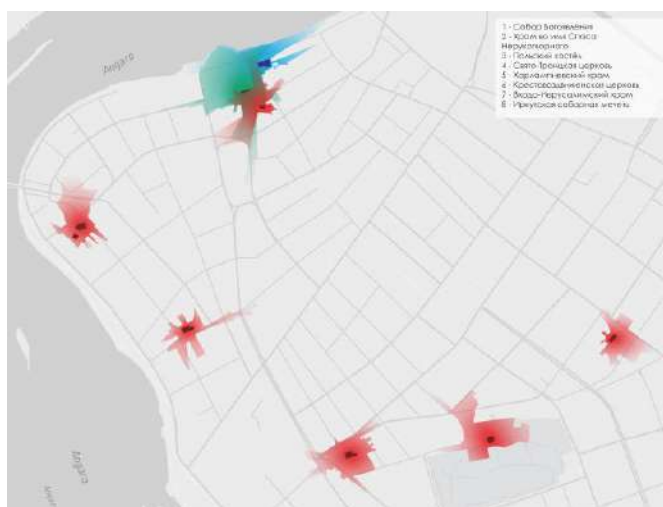 Ангара
1 - Собор Богоявления
2 - Храм во имя Спаса
Нерукотворного
3 - Польский костёл
4 - Свято-Троицкая церковь
5 - Харлампиевский храм
6 - Крестовоздвиженская церковь
7 - Входо-Иерусалимский храм
8 - Иркутская соборная мечеть
Ангара